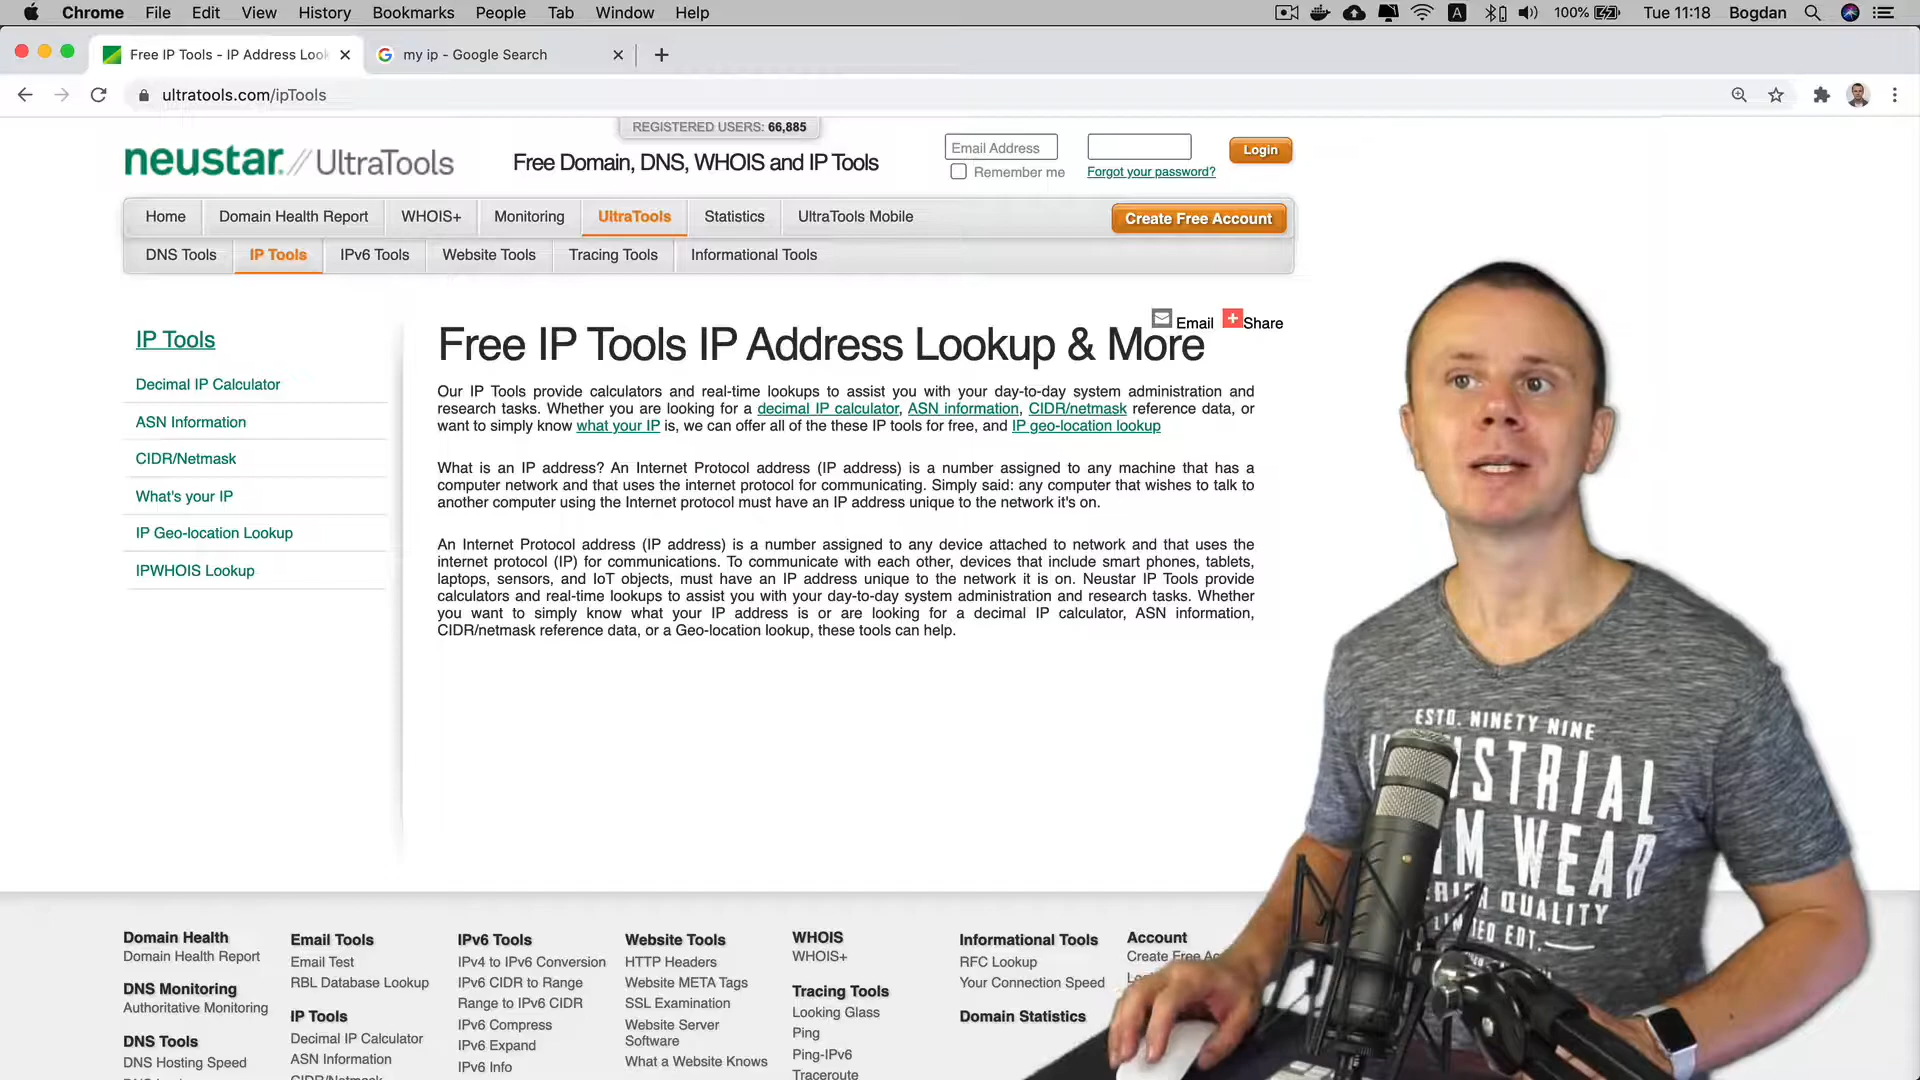 Chrome File Edit View History Bookmarks People Tab Window Help
A 100% Tue 11:18 Bogdan
Free IP Tools - IP Address Look
my ip - Google Search
ultratools.com/ipTools
REGISTERED USERS: 66,885
neustar // UltraTools
Free Domain, DNS, WHOIS and IP Tools
Email Address
Login
Remember me
Forgot your password?
Home Domain Health Report WHOIS+ Monitoring UltraTools Statistics UltraTools Mobile
Create Free Account
DNS Tools IP Tools IPv6 Tools Website Tools Tracing Tools Informational Tools
IP Tools
Decimal IP Calculator
ASN Information
CIDR/Netmask
What's your IP
IP Geo-location Lookup
IPWHOIS Lookup
Email Share
Free IP Tools IP Address Lookup & More
Our IP Tools provide calculators and real-time lookups to assist you with your day-to-day system administration and
research tasks. Whether you are looking for a decimal IP calculator, ASN information, CIDR/netmask reference data, or
want to simply know what your IP is, we can offer all of the these IP tools for free, and IP geo-location lookup
What is an IP address? An Internet Protocol address (IP address) is a number assigned to any machine that has a
computer network and that uses the internet protocol for communicating. Simply said: any computer that wishes to talk to
another computer using the Internet protocol must have an IP address unique to the network it's on.
An Internet Protocol address (IP address) is a number assigned to any device attached to network and that uses the
internet protocol (IP) for communications. To communicate with each other, devices that include smart phones, tablets,
laptops, sensors, and IoT objects, must have an IP address unique to the network it is on. Neustar IP Tools provide
calculators and real-time lookups to assist you with your day-to-day system administration and research tasks. Whether
you want to simply know what your IP address is or are looking for a decimal IP calculator, ASN information,
CIDR/netmask reference data, or a Geo-location lookup, these tools can help.
ESTD. NINETY NINE
STRIAL
M WEAR
QUALITY
EDT.
Domain Health
Domain Health Report
DNS Monitoring
Authoritative Monitoring
DNS Tools
DNS Hosting Speed
Email Tools
Email Test
RBL Database Lookup
IP Tools
Decimal IP Calculator
ASN Information
CIDR/Netmask
IPv6 Tools
IPv4 to IPv6 Conversion
IPv6 CIDR to Range
Range to IPv6 CIDR
IPv6 Compress
IPv6 Expand
IPv6 Info
Website Tools
HTTP Headers
Website META Tags
SSL Examination
Website Server
Software
What a Website Knows
WHOIS
WHOIS+
Tracing Tools
Looking Glass
Ping
Ping-IPv6
Traceroute
Informational Tools
RFC Lookup
Your Connection Speed
Domain Statistics
Account
Create Free Ac